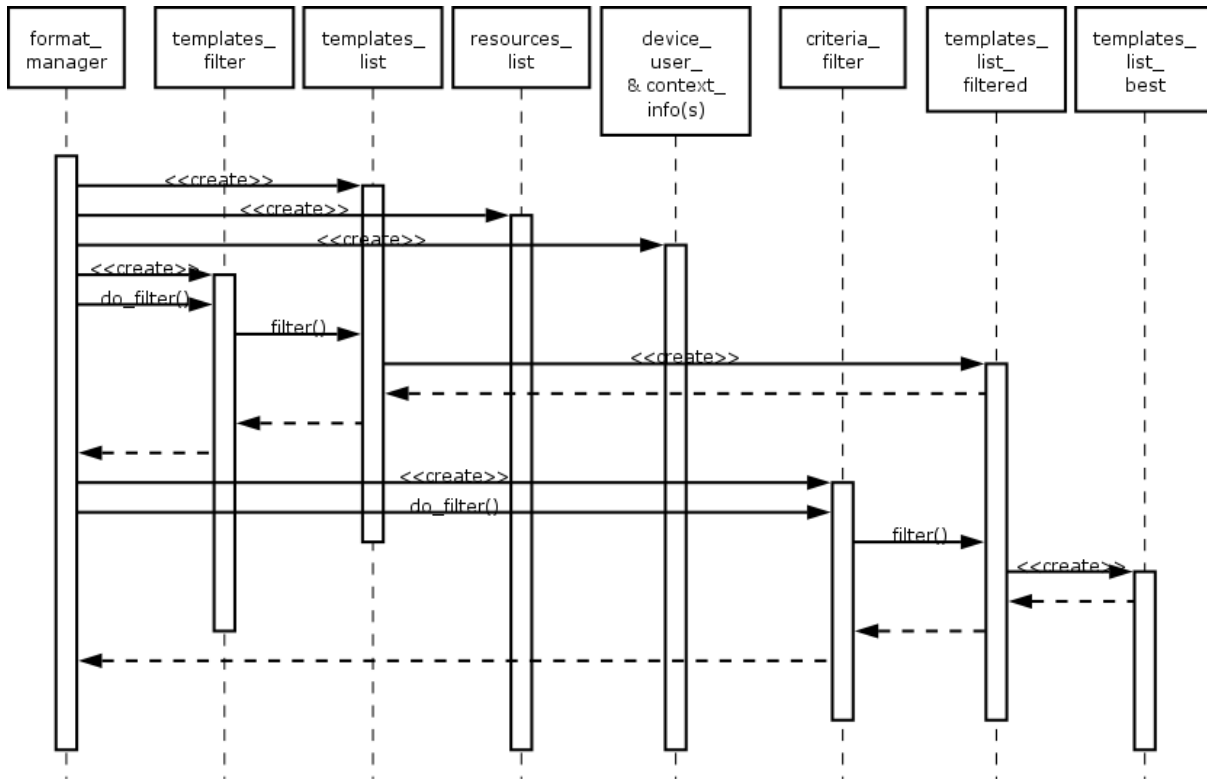 format_
manager
templates_
filter
templates_
list
resources_
list
device_
user_
& context_
info(s)
criteria_
filter
templates_
list_
filtered
templates_
list_
best
<<create>>
<<create>>
<<create>>
<<create>>
do_filter()
filter()
<<create>>
<<create>>
do_filter()
filter()
<<create>>